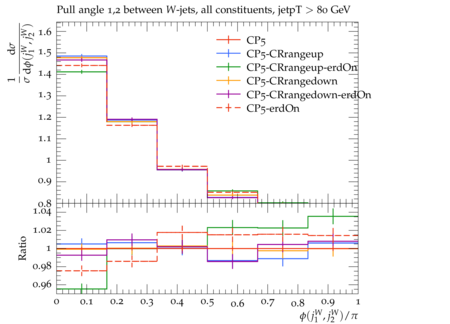 Pull angle 1,2 between W-jets, all constituents, jetpT > 80 GeV
1/σ dσ/dϕ(j₁ᵂ, j₂ᵂ)
CP5
CP5-CRrangeup
CP5-CRrangeup-erdOn
CP5-CRrangedown
CP5-CRrangedown-erdOn
CP5-erdOn
1.6
1.5
1.4
1.3
1.2
1.1
1.0
0.9
0.8
Ratio
1.04
1.02
1.0
0.98
0.96
0 0.1 0.2 0.3 0.4 0.5 0.6 0.7 0.8 0.9 1
ϕ(j₁ᵂ, j₂ᵂ)/π